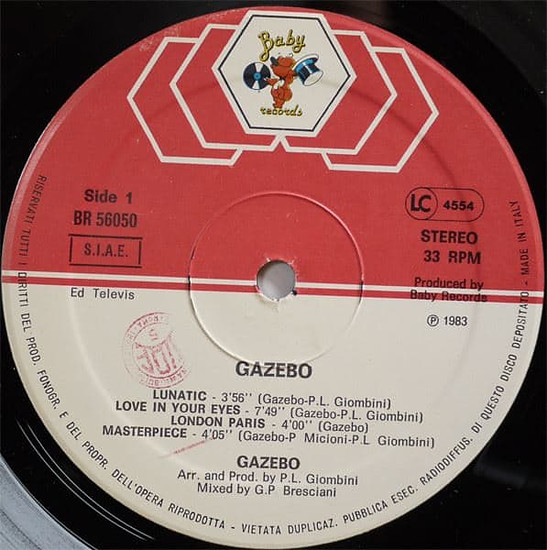 Baby
records
Side 1
BR 56050
S.I.A.E.
LC 4554
STEREO
33 RPM
Ed Televis
Produced by
Baby Records
Ⓟ 1983
GAZEBO
LUNATIC - 3'56'' (Gazebo-P.L. Giombini)
LOVE IN YOUR EYES - 7'49'' (Gazebo-P.L. Giombini)
LONDON PARIS - 4'00'' (Gazebo)
MASTERPIECE - 4'05'' (Gazebo-P Micioni-P.L. Giombini)
GAZEBO
Arr. and Prod. by P.L. Giombini
Mixed by G.P Bresciani
RISERVATI TUTTI I DIRITTI DEL PROD. FONOGR. E DEL PROPR. DELL'OPERA RIPRODOTTA - VIETATA DUPLICAZ. PUBBLICA ESEC. RADIODIFFUS. DI QUESTO DISCO DEPOSITATO - MADE IN ITALY